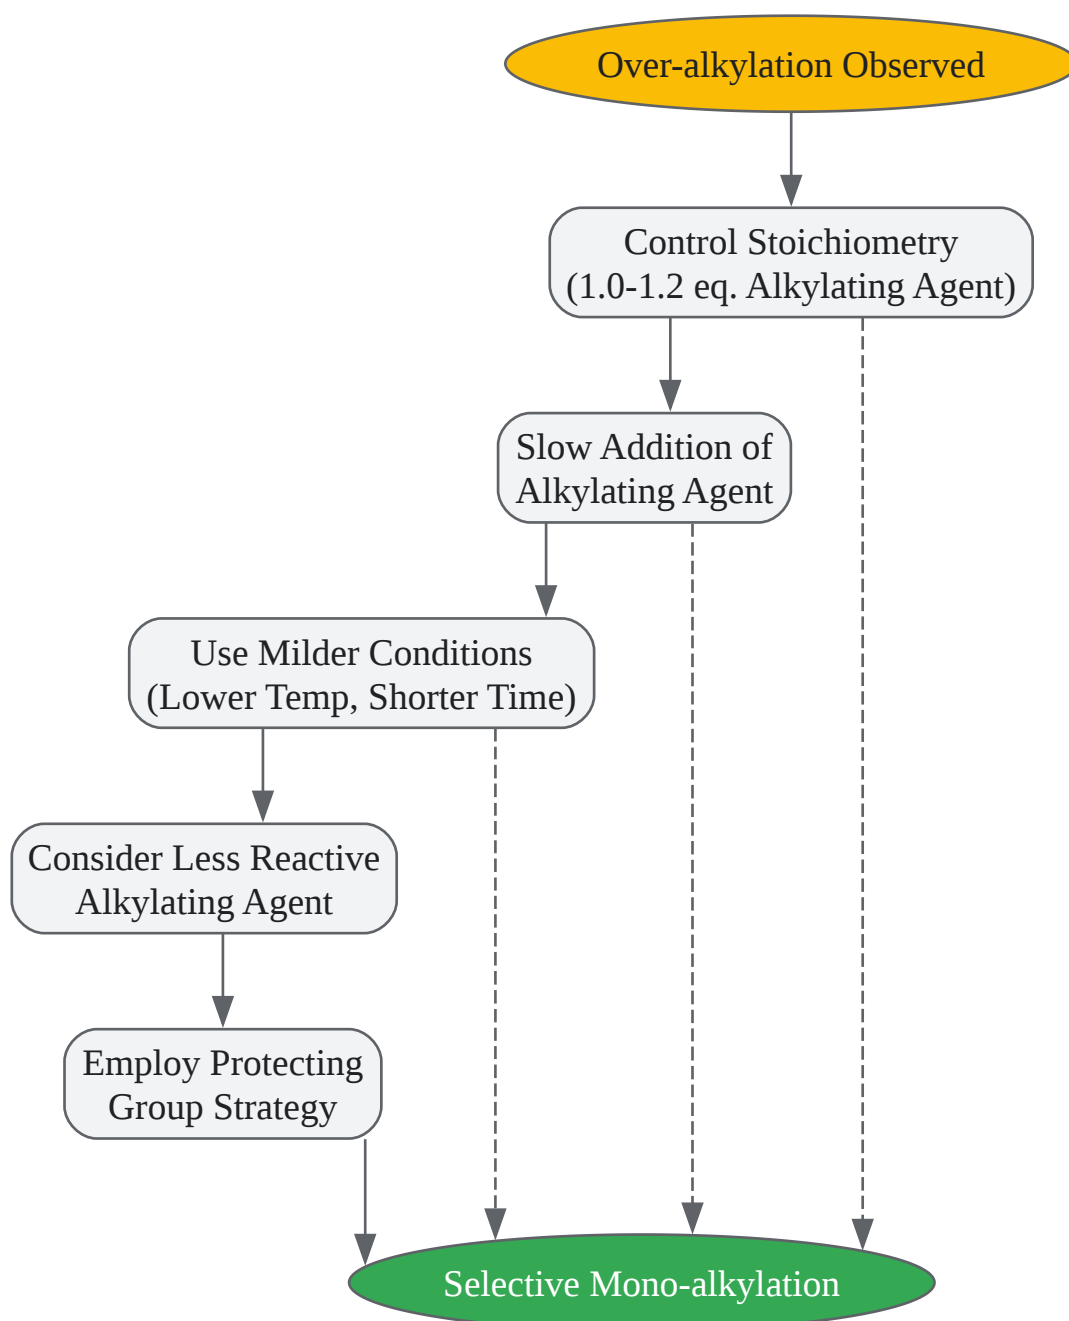 Over-alkylation Observed
Control Stoichiometry
(1.0-1.2 eq. Alkylating Agent)
Slow Addition of
Alkylating Agent
Use Milder Conditions
(Lower Temp, Shorter Time)
Consider Less Reactive
Alkylating Agent
Employ Protecting
Group Strategy
Selective Mono-alkylation